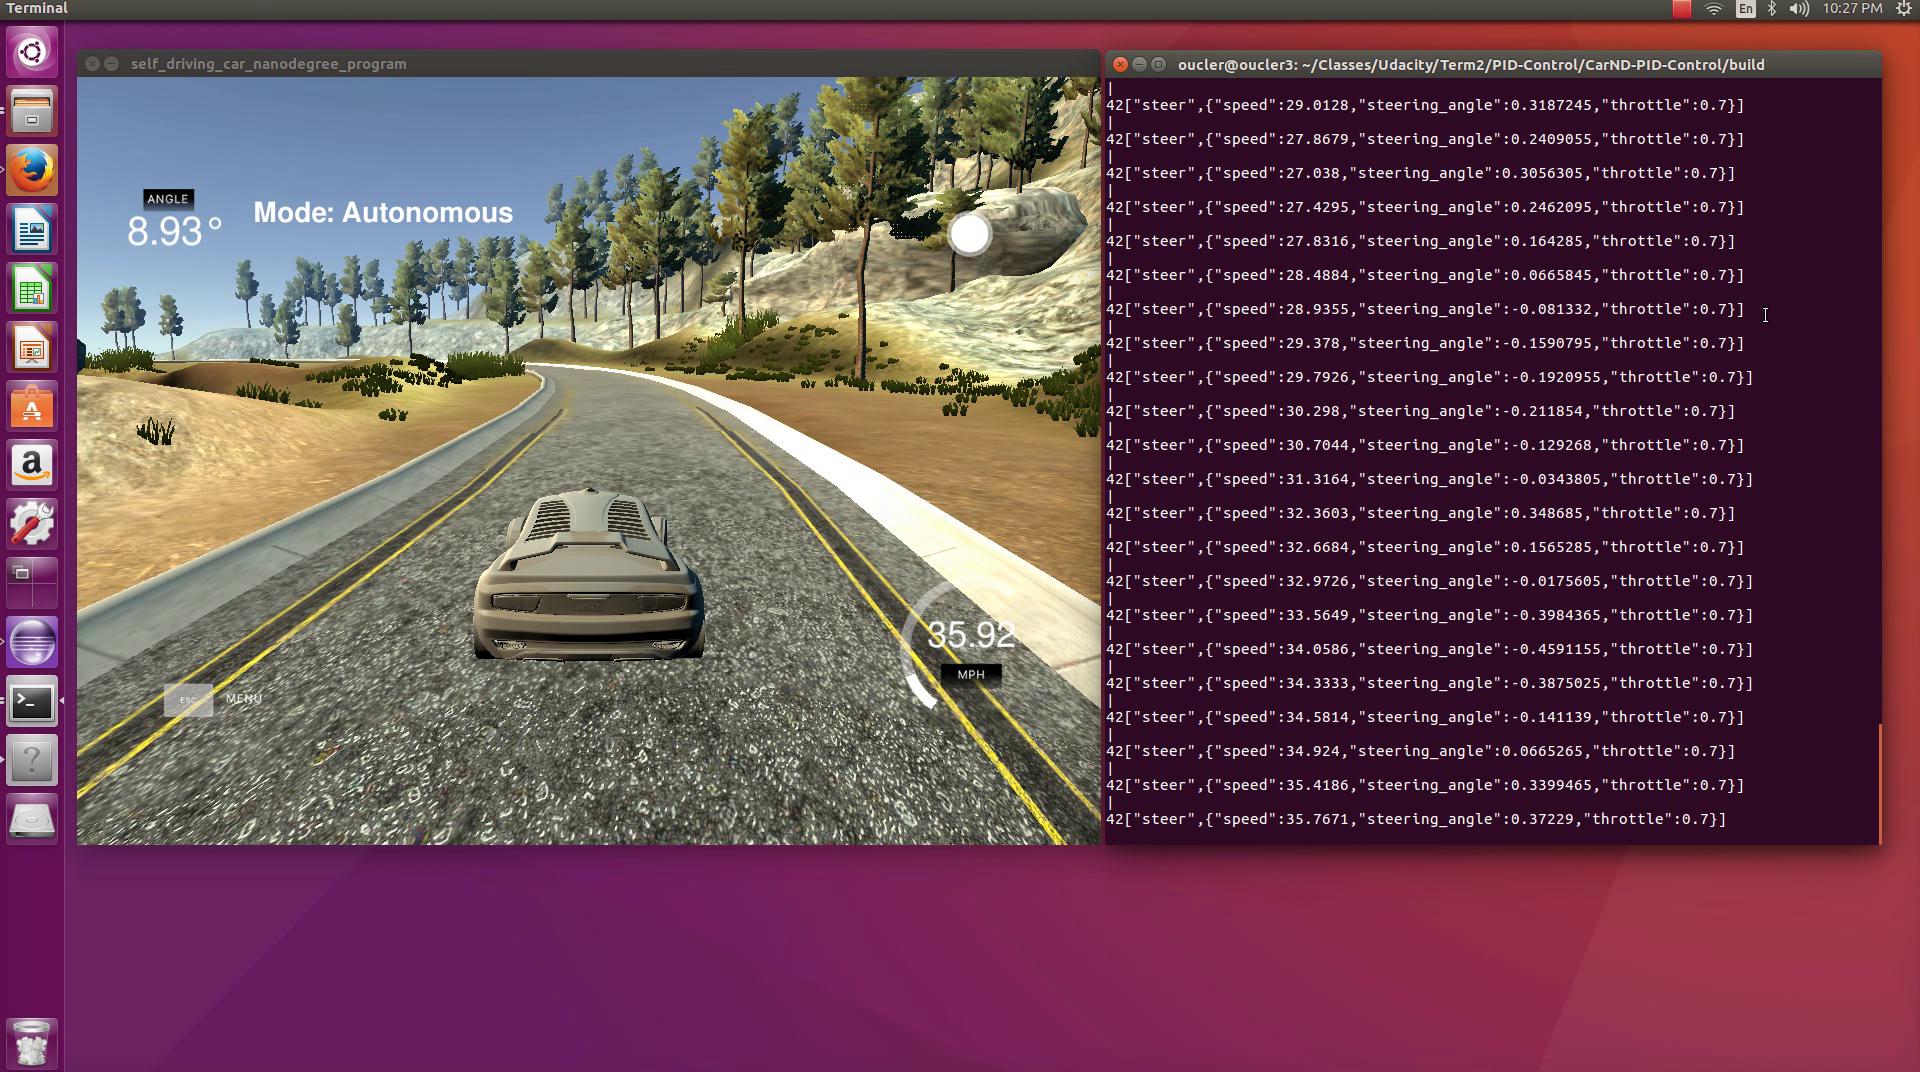 Terminal
En
10:27 PM
self_driving_car_nanodegree_program
ANGLE
8.93°
Mode: Autonomous
35.92
MPH
ESC
MENU
oucler@oucler3: ~/Classes/Udacity/Term2/PID-Control/CarND-PID-Control/build
|
42["steer",{"speed":29.0128,"steering_angle":0.3187245,"throttle":0.7}]
|
42["steer",{"speed":27.8679,"steering_angle":0.2409055,"throttle":0.7}]
|
42["steer",{"speed":27.038,"steering_angle":0.3056305,"throttle":0.7}]
|
42["steer",{"speed":27.4295,"steering_angle":0.2462095,"throttle":0.7}]
|
42["steer",{"speed":27.8316,"steering_angle":0.164285,"throttle":0.7}]
|
42["steer",{"speed":28.4884,"steering_angle":0.0665845,"throttle":0.7}]
|
42["steer",{"speed":28.9355,"steering_angle":-0.081332,"throttle":0.7}]
|
42["steer",{"speed":29.378,"steering_angle":-0.1590795,"throttle":0.7}]
|
42["steer",{"speed":29.7926,"steering_angle":-0.1920955,"throttle":0.7}]
|
42["steer",{"speed":30.298,"steering_angle":-0.211854,"throttle":0.7}]
|
42["steer",{"speed":30.7044,"steering_angle":-0.129268,"throttle":0.7}]
|
42["steer",{"speed":31.3164,"steering_angle":-0.0343805,"throttle":0.7}]
|
42["steer",{"speed":32.3603,"steering_angle":0.348685,"throttle":0.7}]
|
42["steer",{"speed":32.6684,"steering_angle":0.1565285,"throttle":0.7}]
|
42["steer",{"speed":32.9726,"steering_angle":-0.0175605,"throttle":0.7}]
|
42["steer",{"speed":33.5649,"steering_angle":-0.3984365,"throttle":0.7}]
|
42["steer",{"speed":34.0586,"steering_angle":-0.4591155,"throttle":0.7}]
|
42["steer",{"speed":34.3333,"steering_angle":-0.3875025,"throttle":0.7}]
|
42["steer",{"speed":34.5814,"steering_angle":-0.141139,"throttle":0.7}]
|
42["steer",{"speed":34.924,"steering_angle":0.0665265,"throttle":0.7}]
|
42["steer",{"speed":35.4186,"steering_angle":0.3399465,"throttle":0.7}]
|
42["steer",{"speed":35.7671,"steering_angle":0.37229,"throttle":0.7}]